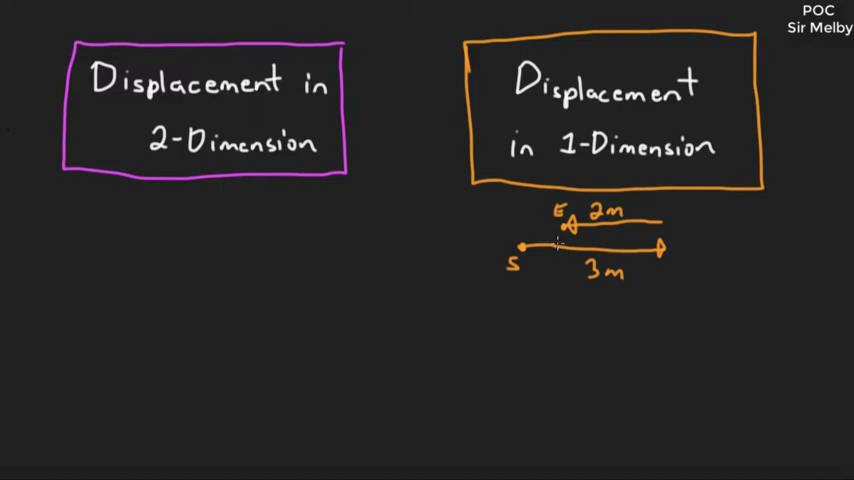 POC
Sir Melby
Displacement in
2-Dimension
Displacement
in 1-Dimension
E 2m
S
3m